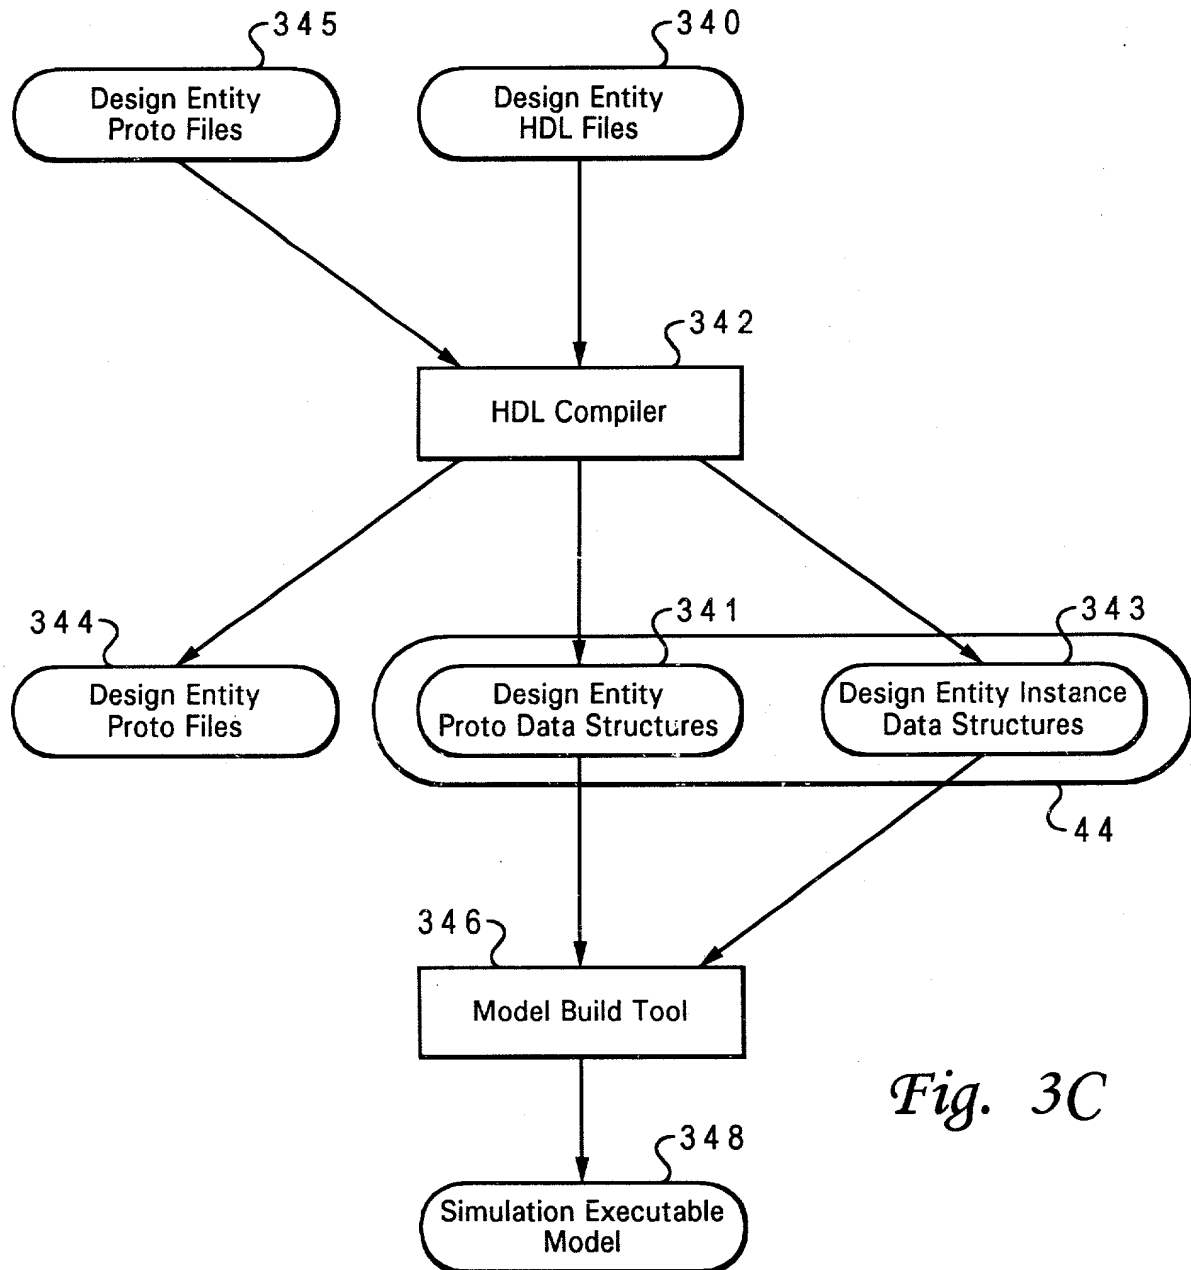 345
340
Design Entity
Proto Files
Design Entity
HDL Files
342
HDL Compiler
344
341
343
Design Entity
Proto Files
Design Entity
Proto Data Structures
Design Entity Instance
Data Structures
44
346
Model Build Tool
Fig. 3C
348
Simulation Executable
Model